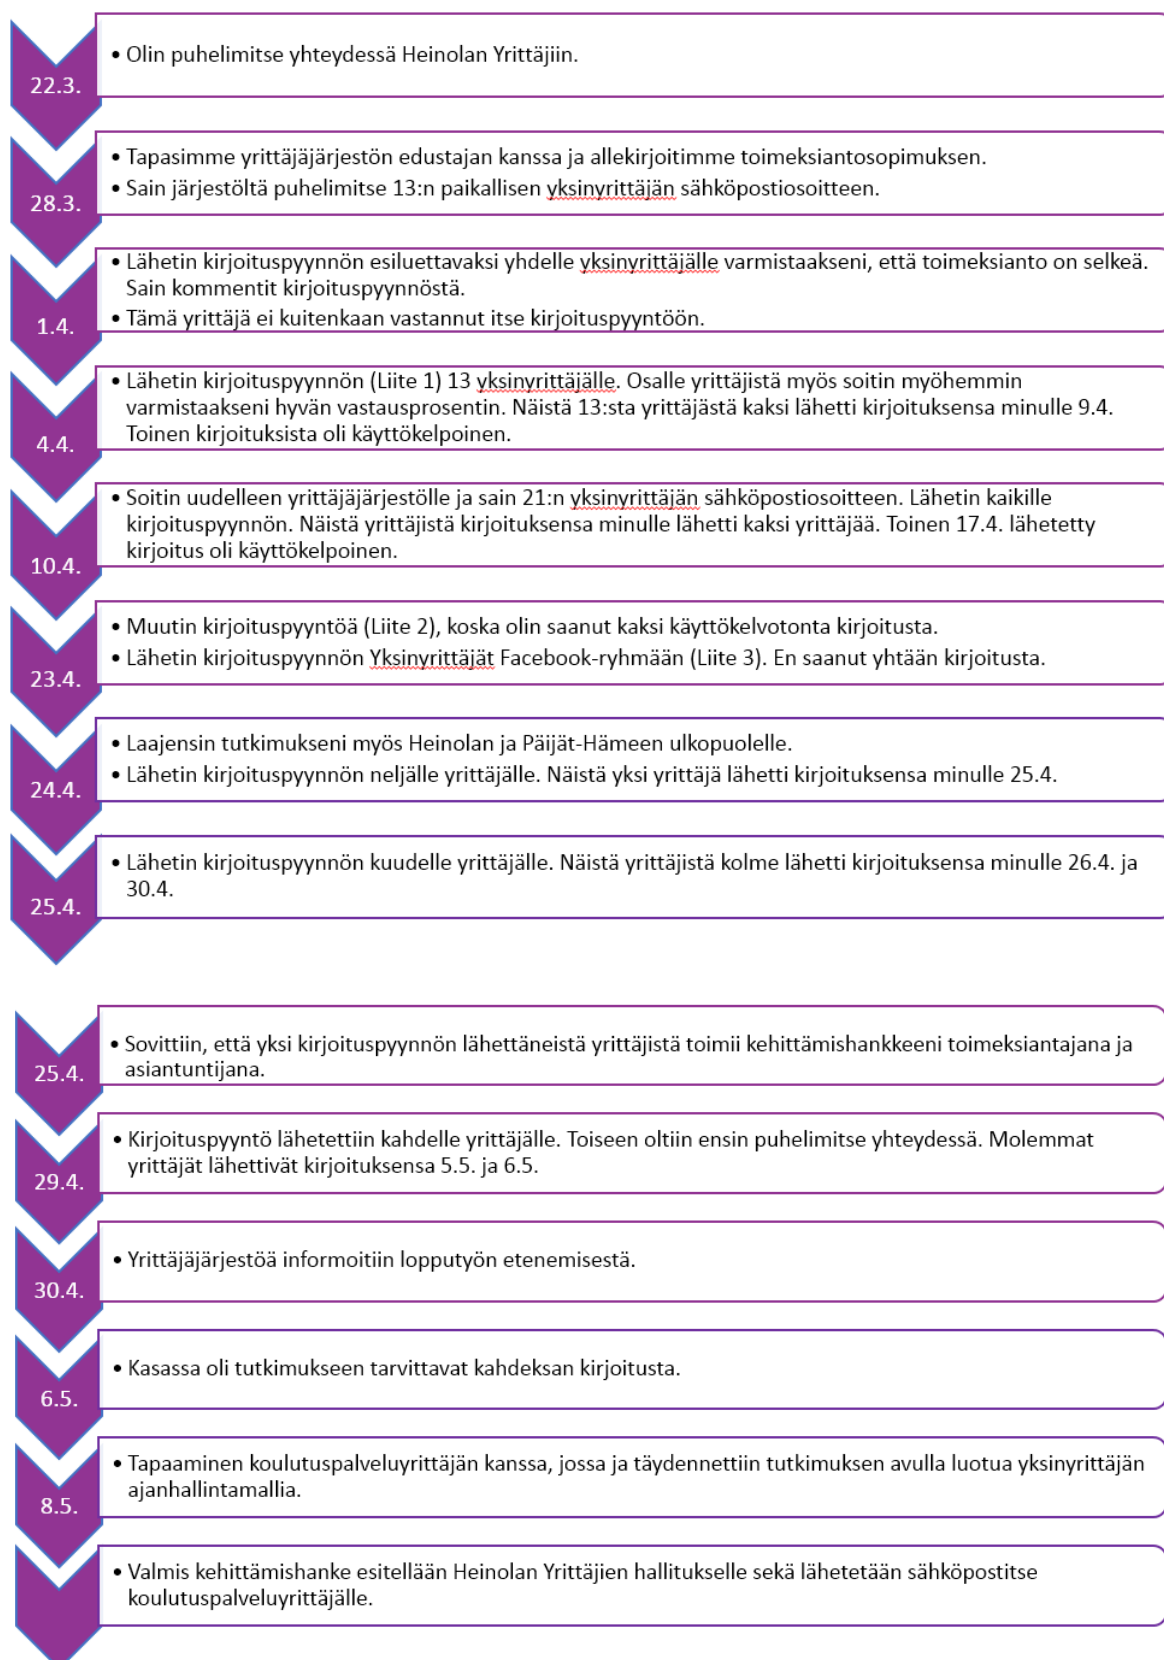 22.3.
• Olin puhelimitse yhteydessä Heinolan Yrittäjiin.
28.3.
• Tapasimme yrittäjäjärjestön edustajan kanssa ja allekirjoitimme toimeksiantosopimuksen.
• Sain järjestöltä puhelimitse 13:n paikallisen yksinyrittäjän sähköpostiosoitteen.
1.4.
• Lähetin kirjoituspyynnön esiluettavaksi yhdelle yksinyrittäjälle varmistaakseni, että toimeksianto on selkeä.
Sain kommentit kirjoituspyynnöstä.
• Tämä yrittäjä ei kuitenkaan vastannut itse kirjoituspyyntöön.
4.4.
• Lähetin kirjoituspyynnön (Liite 1) 13 yksinyrittäjälle. Osalle yrittäjistä myös soitin myöhemmin
varmistaakseni hyvän vastausprosentin. Näistä 13:sta yrittäjästä kaksi lähetti kirjoituksensa minulle 9.4.
Toinen kirjoituksista oli käyttökelpoinen.
10.4.
• Soitin uudelleen yrittäjäjärjestölle ja sain 21:n yksinyrittäjän sähköpostiosoitteen. Lähetin kaikille
kirjoituspyynnön. Näistä yrittäjistä kirjoituksensa minulle lähetti kaksi yrittäjää. Toinen 17.4. lähetetty
kirjoitus oli käyttökelpoinen.
23.4.
• Muutin kirjoituspyyntöä (Liite 2), koska olin saanut kaksi käyttökelvotonta kirjoitusta.
• Lähetin kirjoituspyynnön Yksinyrittäjät Facebook-ryhmään (Liite 3). En saanut yhtään kirjoitusta.
24.4.
• Laajensin tutkimukseni myös Heinolan ja Päijät-Hämeen ulkopuolelle.
• Lähetin kirjoituspyynnön neljälle yrittäjälle. Näistä yksi yrittäjä lähetti kirjoituksensa minulle 25.4.
25.4.
• Lähetin kirjoituspyynnön kuudelle yrittäjälle. Näistä yrittäjistä kolme lähetti kirjoituksensa minulle 26.4. ja
30.4.
25.4.
• Sovittiin, että yksi kirjoituspyynnön lähettäneistä yrittäjistä toimii kehittämishankkeeni toimeksiantajana ja
asiantuntijana.
29.4.
• Kirjoituspyyntö lähetettiin kahdelle yrittäjälle. Toiseen oltiin ensin puhelimitse yhteydessä. Molemmat
yrittäjät lähettivät kirjoituksensa 5.5. ja 6.5.
30.4.
• Yrittäjäjärjestöä informoitiin lopputyön etenemisestä.
6.5.
• Kasassa oli tutkimukseen tarvittavat kahdeksan kirjoitusta.
8.5.
• Tapaaminen koulutuspalveluyrittäjän kanssa, jossa ja täydennettiin tutkimuksen avulla luotua yksinyrittäjän
ajanhallintamallia.
• Valmis kehittämishanke esitellään Heinolan Yrittäjien hallitukselle sekä lähetetään sähköpostitse
koulutuspalveluyrittäjälle.